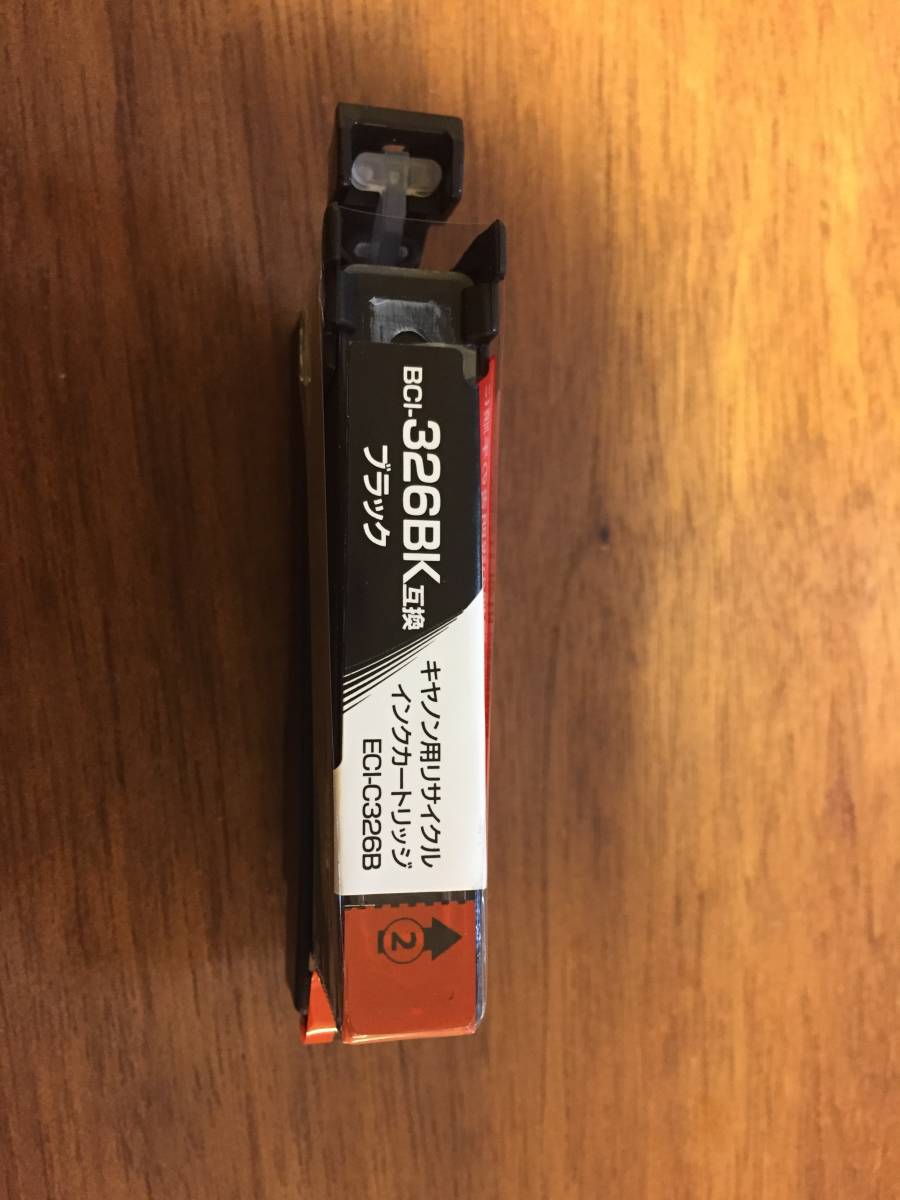 BCI-326BK互換
ブラック
キヤノン用リサイクル
インクカートリッジ
ECI-C326B
2